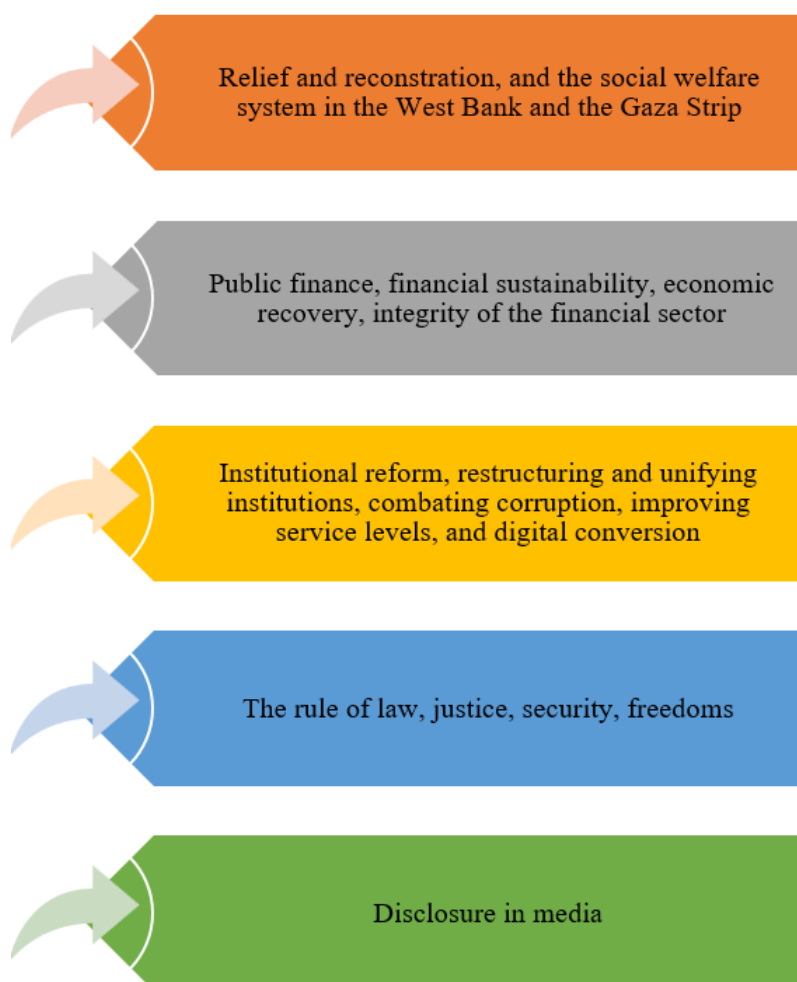 Relief and reconstration, and the social welfare
system in the West Bank and the Gaza Strip
Public finance, financial sustainability, economic
recovery, integrity of the financial sector
Institutional reform, restructuring and unifying
institutions, combating corruption, improving
service levels, and digital conversion
The rule of law, justice, security, freedoms
Disclosure in media